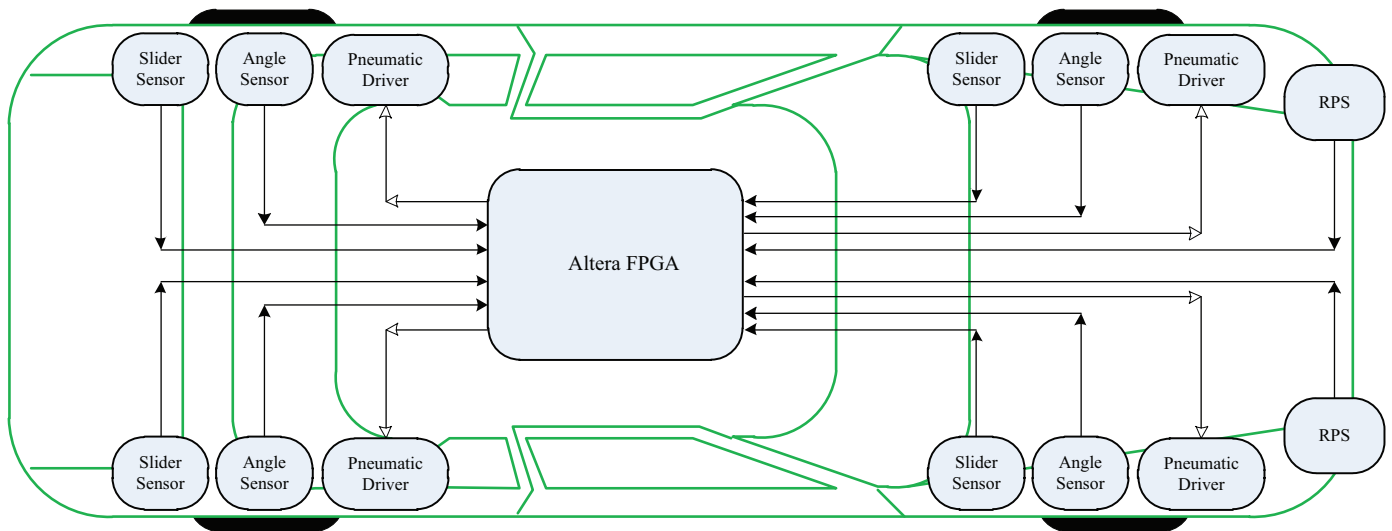 Slider
Sensor
Angle
Sensor
Pneumatic
Driver
Slider
Sensor
Angle
Sensor
Pneumatic
Driver
RPS
Altera FPGA
Slider
Sensor
Angle
Sensor
Pneumatic
Driver
Slider
Sensor
Angle
Sensor
Pneumatic
Driver
RPS